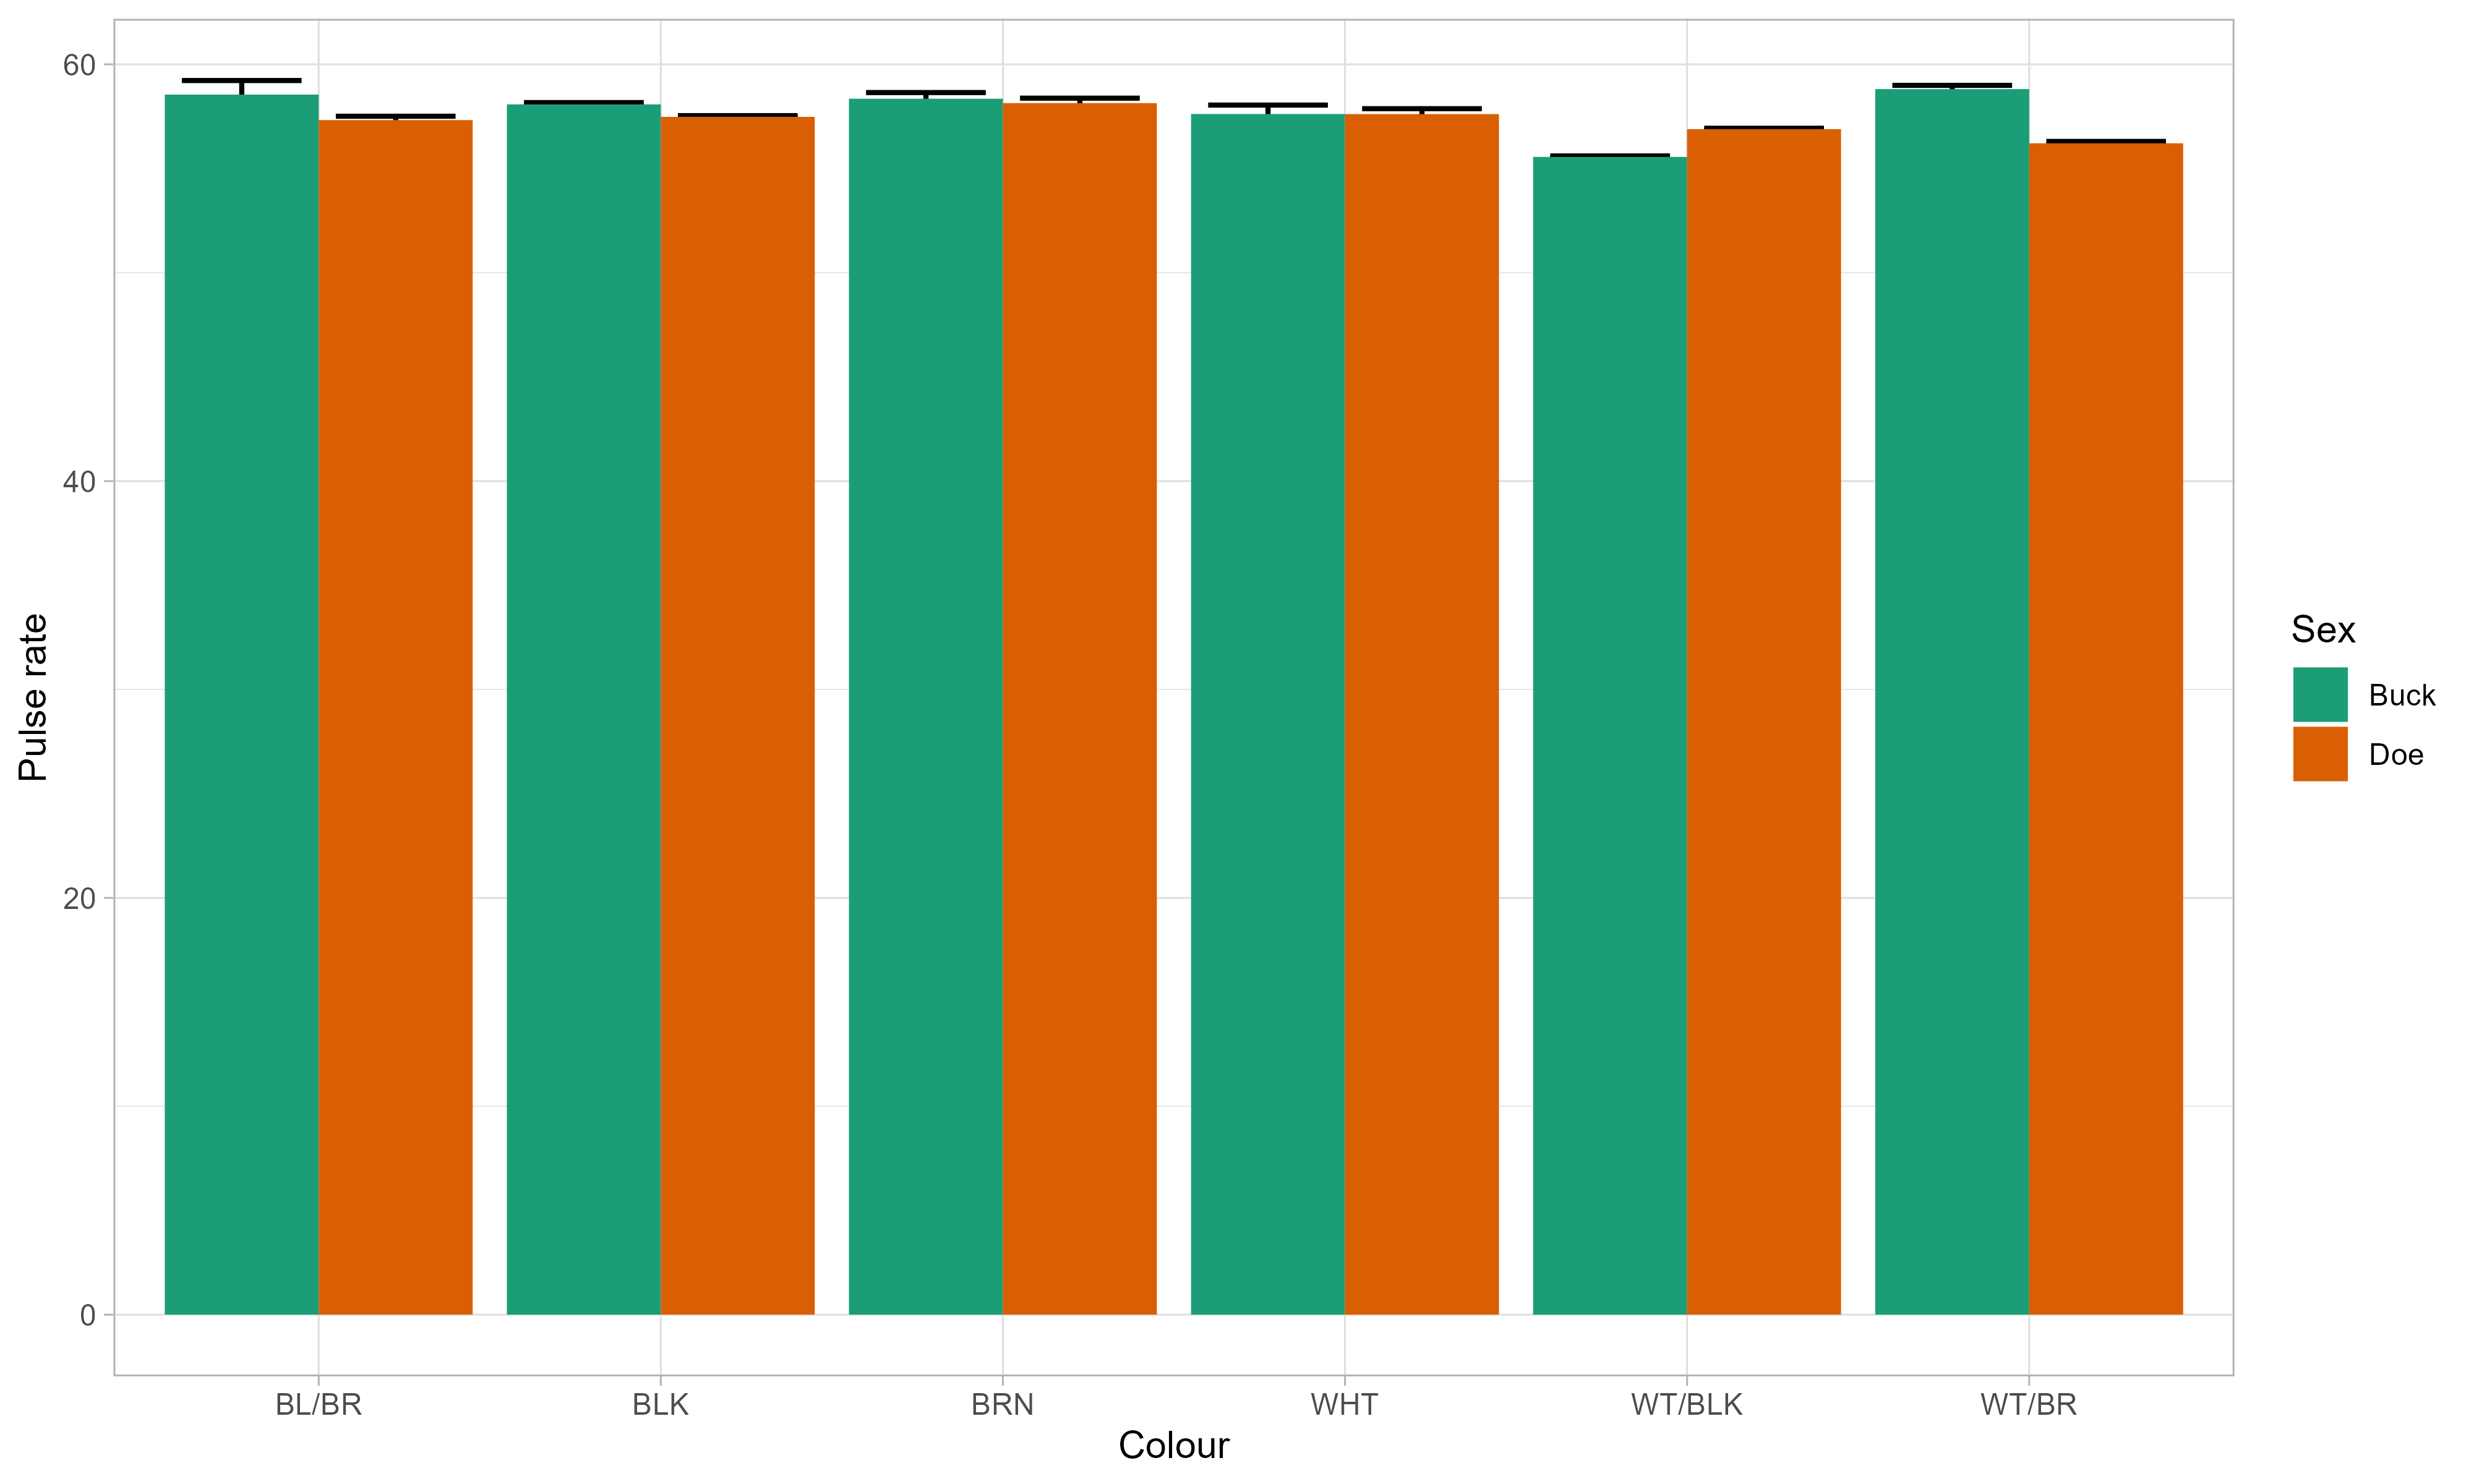 60
40
20
0
Pulse rate
BL/BR
BLK
BRN
WHT
WT/BLK
WT/BR
Colour
Sex
Buck
Doe